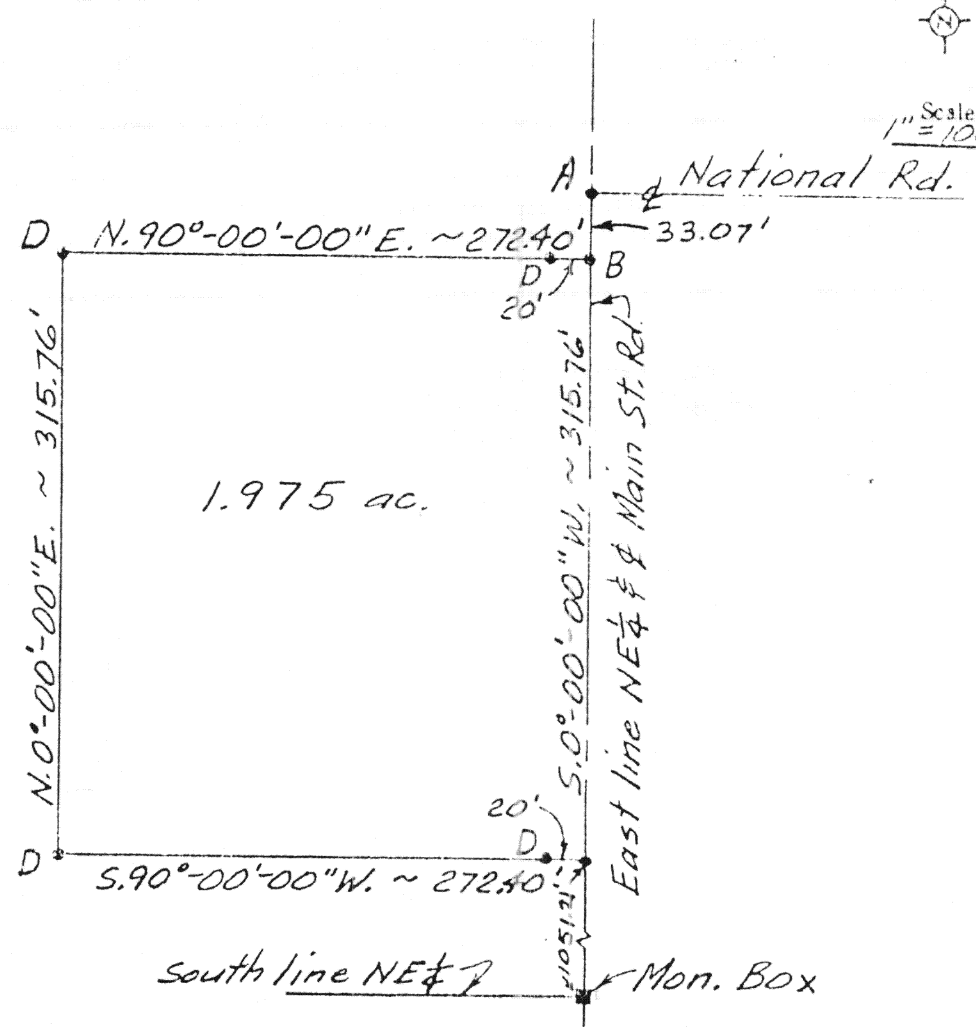 N
Scale
1" = 10
A
℄ National Rd.
33.07'
D
N.90°-00'-00"E. ~272.40'
D
B
20'
N.0°-00'-00"E. ~ 315.76'
1.975 ac.
S.0°-00'-00"W. ~ 315.76'
East line NE¼ & ℄ Main St. Rd.
20'
D
D
S.90°-00'-00"W. ~ 272.40'
1051.21'
South line NE¼
Mon. Box